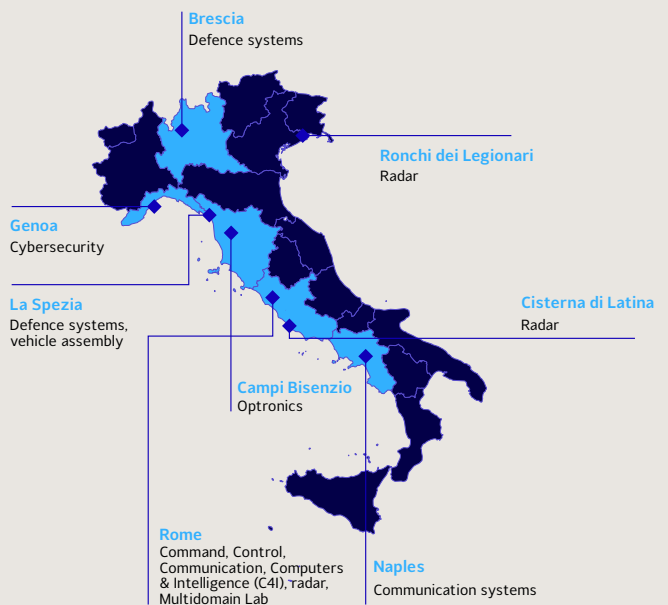 Brescia
Defence systems
Ronchi dei Legionari
Radar
Genoa
Cybersecurity
La Spezia
Defence systems,
vehicle assembly
Cisterna di Latina
Radar
Campi Bisenzio
Optronics
Rome
Command, Control,
Communication, Computers
& Intelligence (C4I), radar,
Multidomain Lab
Naples
Communication systems